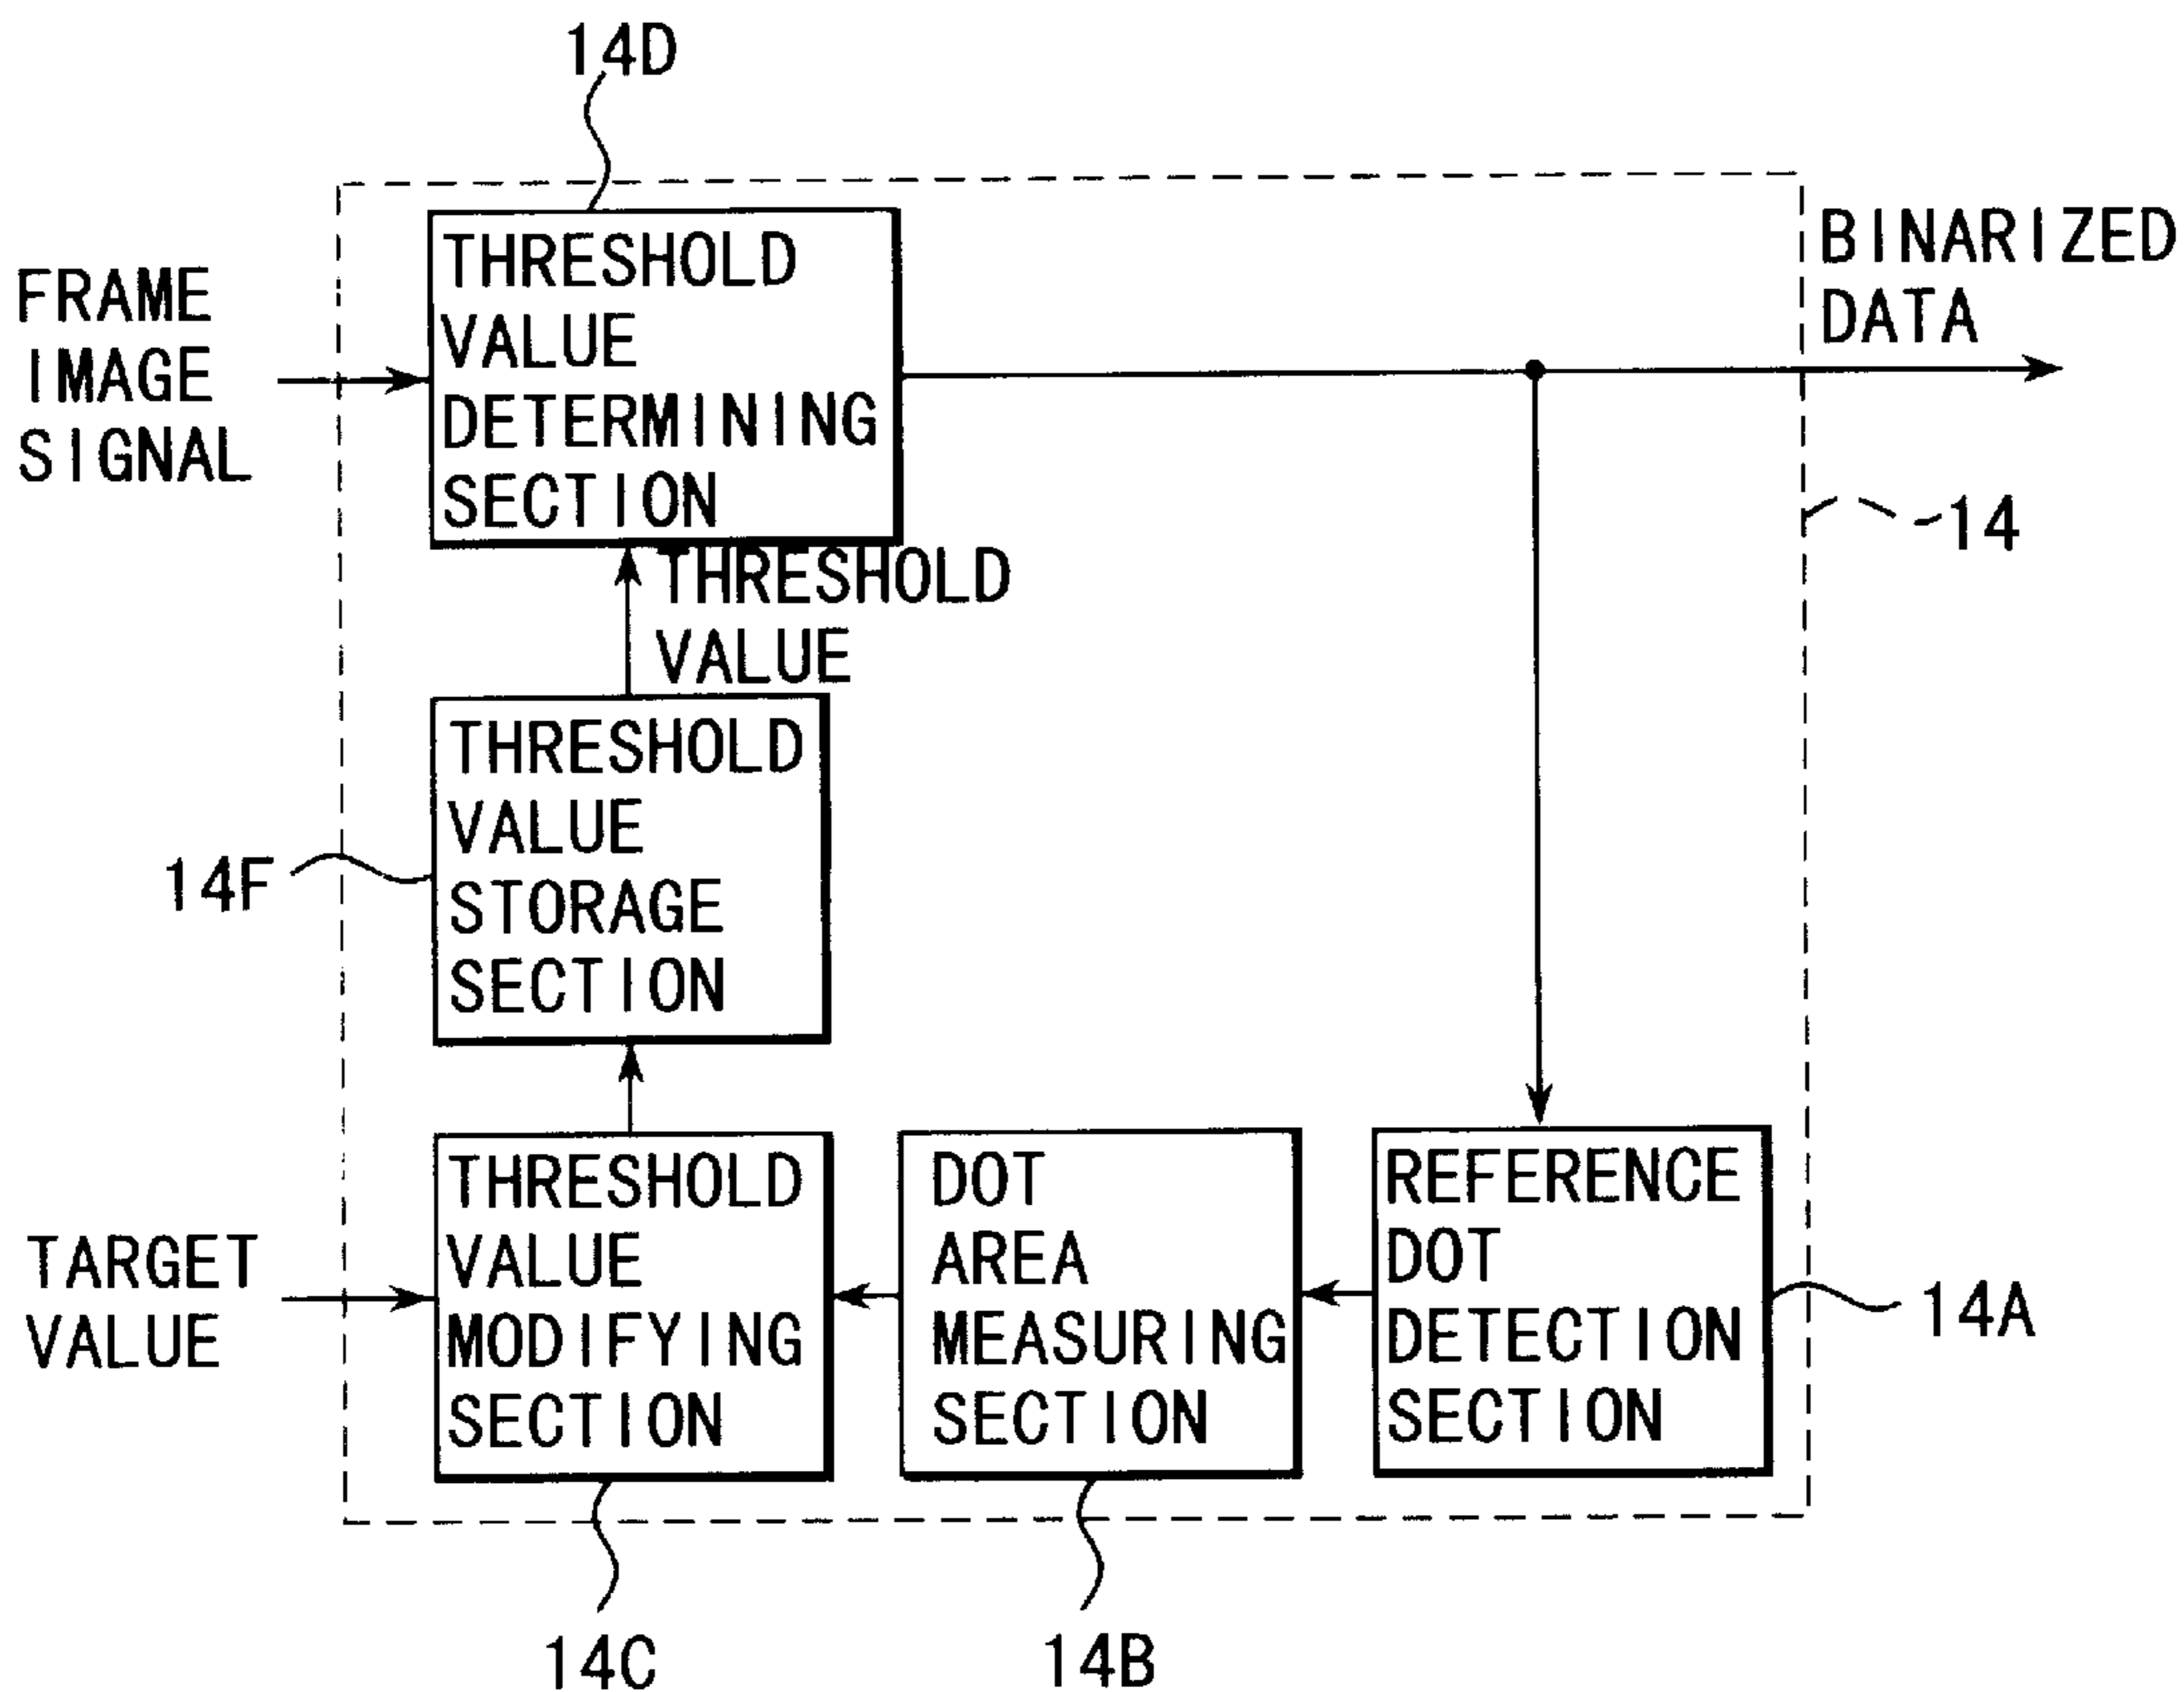 14D
FRAME
IMAGE
SIGNAL
THRESHOLD
VALUE
DETERMINING
SECTION
BINARIZED
DATA
14
THRESHOLD
VALUE
14F
THRESHOLD
VALUE
STORAGE
SECTION
TARGET
VALUE
THRESHOLD
VALUE
MODIFYING
SECTION
DOT
AREA
MEASURING
SECTION
REFERENCE
DOT
DETECTION
SECTION
14A
14C
14B